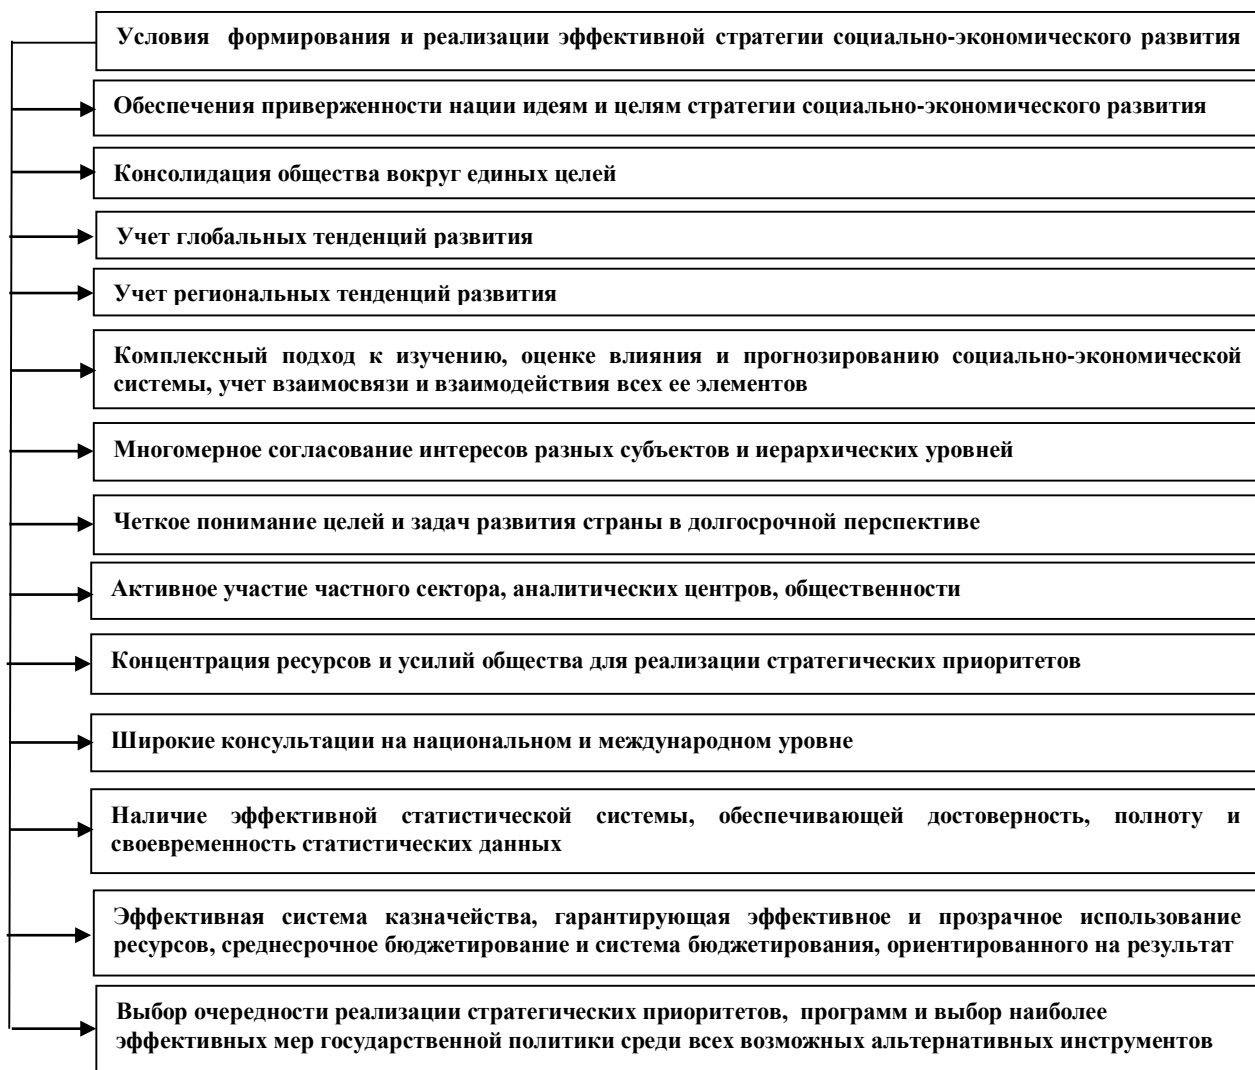 Условия формирования и реализации эффективной стратегии социально-экономического развития
Обеспечения приверженности нации идеям и целям стратегии социально-экономического развития
Консолидация общества вокруг единых целей
Учет глобальных тенденций развития
Учет региональных тенденций развития
Комплексный подход к изучению, оценке влияния и прогнозированию социально-экономической
системы, учет взаимосвязи и взаимодействия всех ее элементов
Многомерное согласование интересов разных субъектов и иерархических уровней
Четкое понимание целей и задач развития страны в долгосрочной перспективе
Активное участие частного сектора, аналитических центров, общественности
Концентрация ресурсов и усилий общества для реализации стратегических приоритетов
Широкие консультации на национальном и международном уровне
Наличие эффективной статистической системы, обеспечивающей достоверность, полноту и
своевременность статистических данных
Эффективная система казначейства, гарантирующая эффективное и прозрачное использование
ресурсов, среднесрочное бюджетирование и система бюджетирования, ориентированного на результат
Выбор очередности реализации стратегических приоритетов, программ и выбор наиболее
эффективных мер государственной политики среди всех возможных альтернативных инструментов